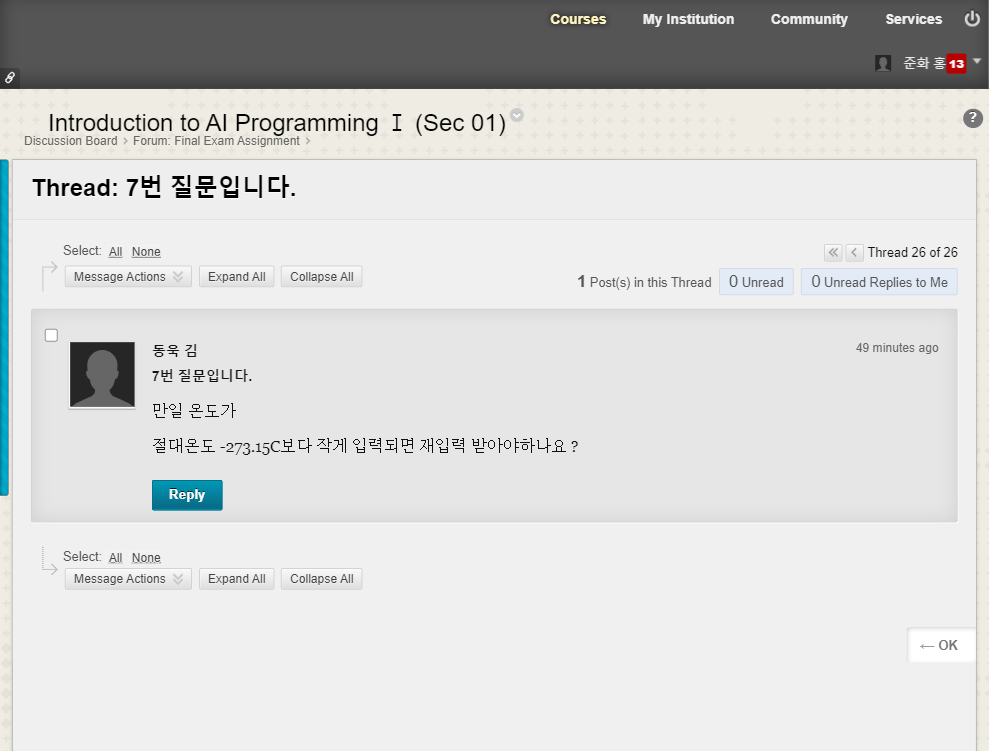 Courses My Institution Community Services
준화 홍 13
Introduction to AI Programming Ⅰ (Sec 01)
Discussion Board Forum: Final Exam Assignment
Thread: 7번 질문입니다.
Select: All None
Thread 26 of 26
Message Actions Expand All Collapse All
1 Post(s) in this Thread 0 Unread 0 Unread Replies to Me
동욱 김
49 minutes ago
7번 질문입니다.
만일 온도가
절대온도 -273.15C보다 작게 입력되면 재입력 받아야하나요 ?
Reply
Select: All None
Message Actions Expand All Collapse All
← OK